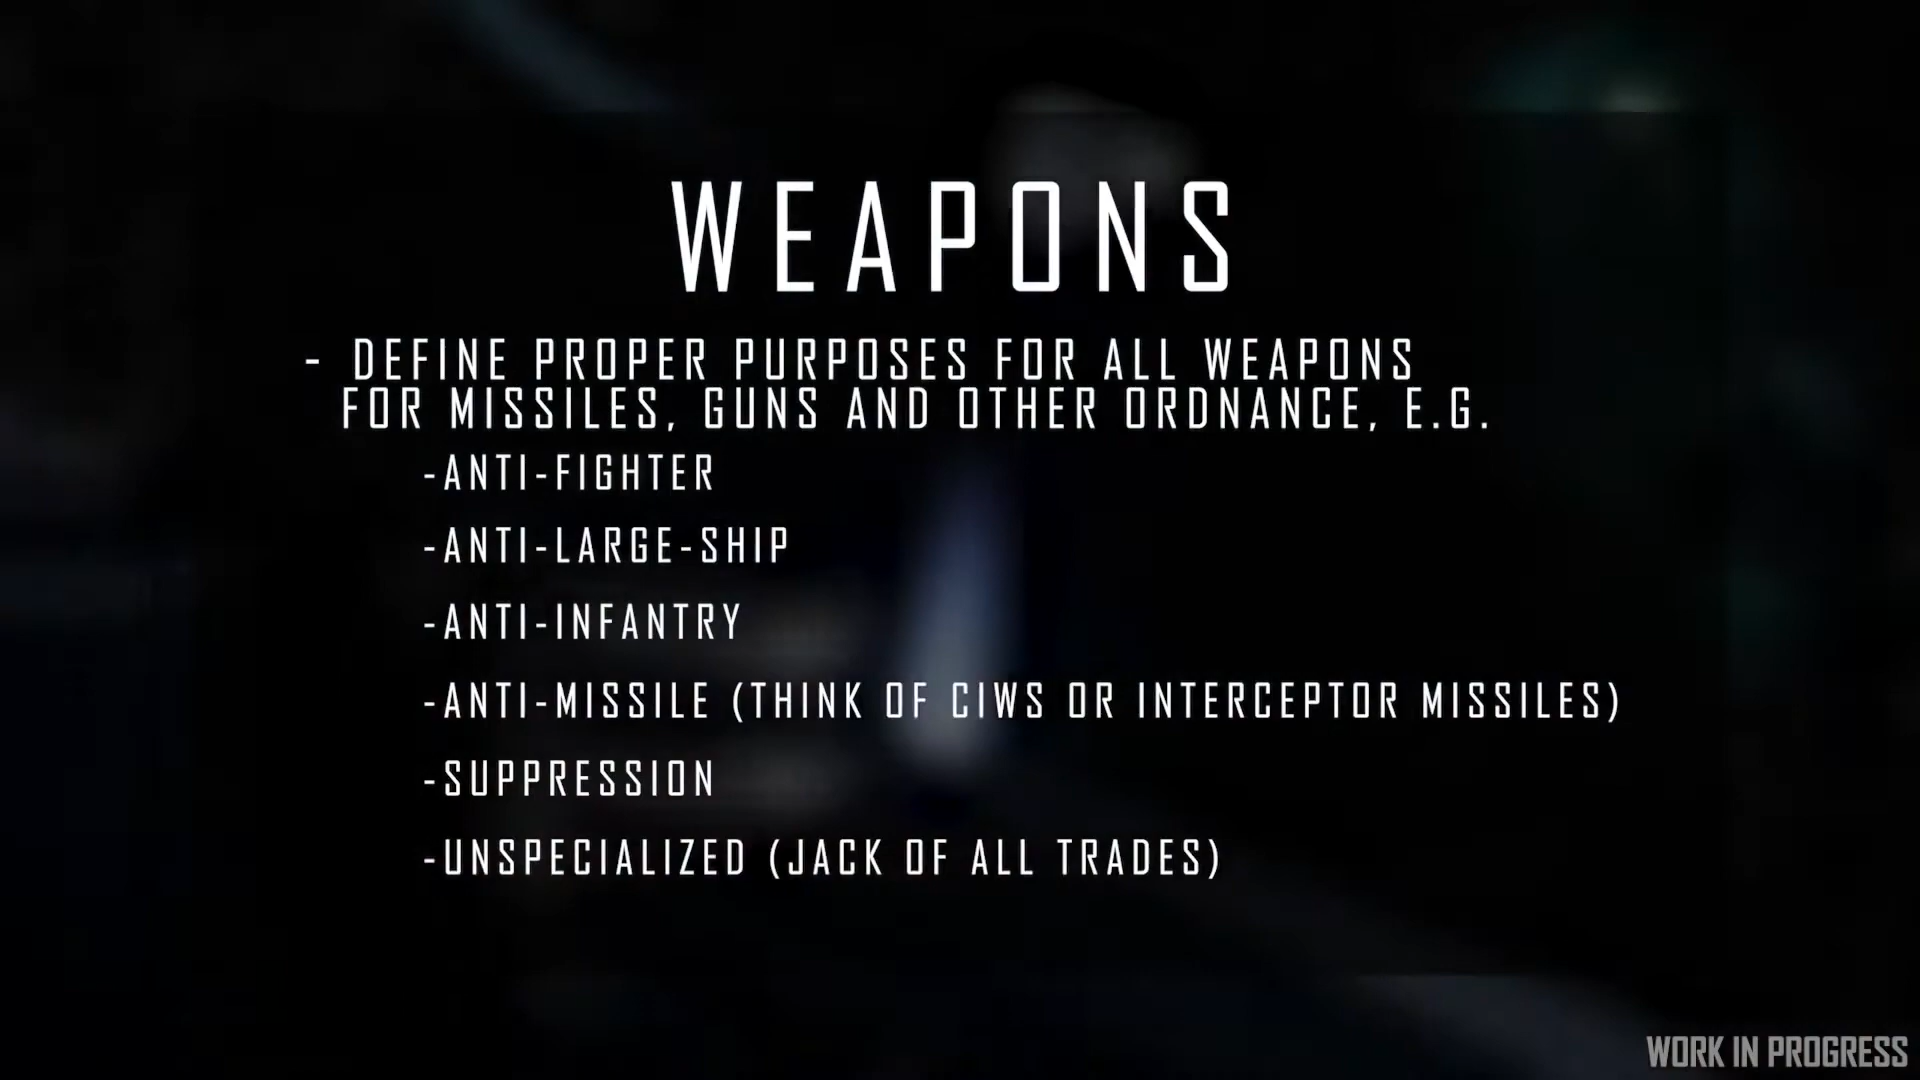 WEAPONS
- DEFINE PROPER PURPOSES FOR ALL WEAPONS
FOR MISSILES, GUNS AND OTHER ORDNANCE, E.G.
-ANTI-FIGHTER
-ANTI-LARGE-SHIP
-ANTI-INFANTRY
-ANTI-MISSILE (THINK OF CIWS OR INTERCEPTOR MISSILES)
-SUPPRESSION
-UNSPECIALIZED (JACK OF ALL TRADES)
WORK IN PROGRESS